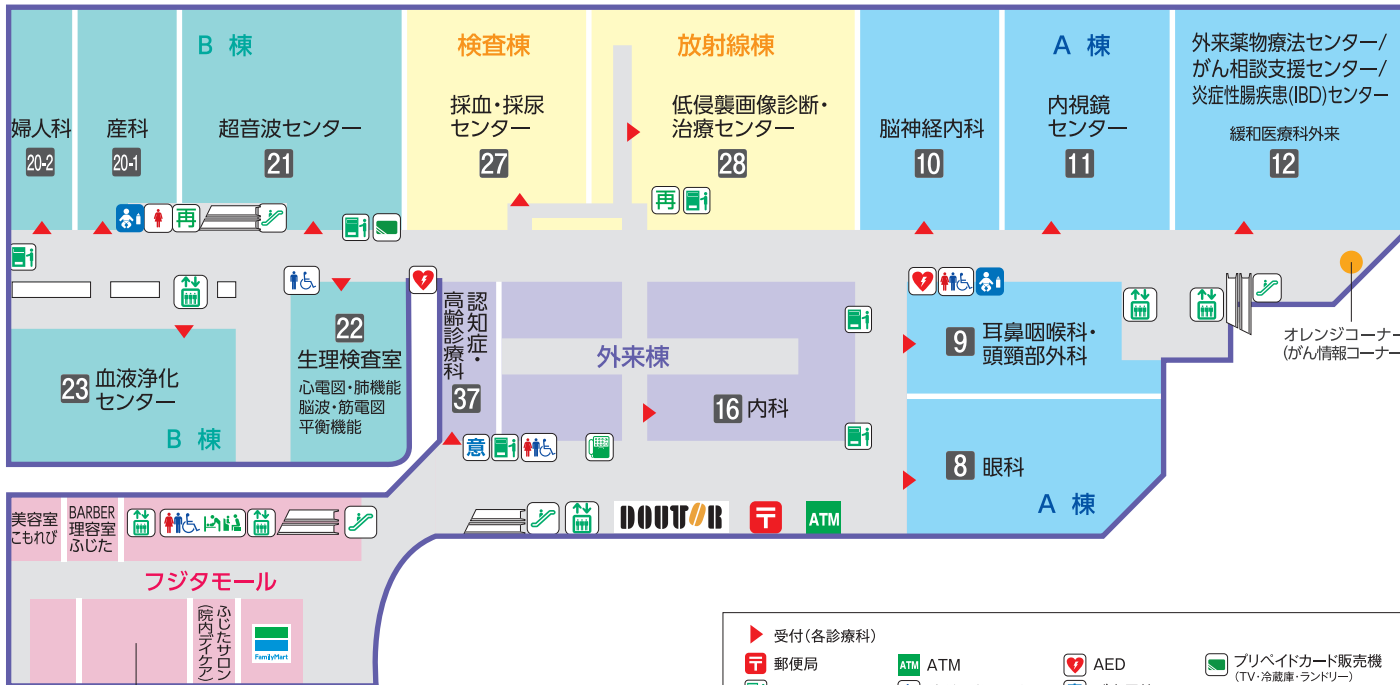 B 棟
検査棟
放射線棟
A 棟
婦人科
20-2
産科
20-1
超音波センター
21
採血・採尿
センター
27
低侵襲画像診断・
治療センター
28
脳神経内科
10
内視鏡
センター
11
外来薬物療法センター/
がん相談支援センター/
炎症性腸疾患(IBD)センター
緩和医療科外来
12
再
再
22
生理検査室
心電図・肺機能
脳波・筋電図
平衡機能
23 血液浄化
センター
B 棟
認知症・
高齢診療科
37
外来棟
16 内科
9 耳鼻咽喉科・
頭頸部外科
8 眼科
A 棟
オレンジコーナー
(がん情報コーナー
意
DOUTOR
〒
ATM
美容室
こもれび
BARBER
理容室
ふじた
フジタモール
ふじたサロン
(院内デイケア)
FamilyMart
受付(各診療科)
〒 郵便局
ATM ATM
AED
プリペイドカード販売機
(TV・冷蔵庫・ランドリー)